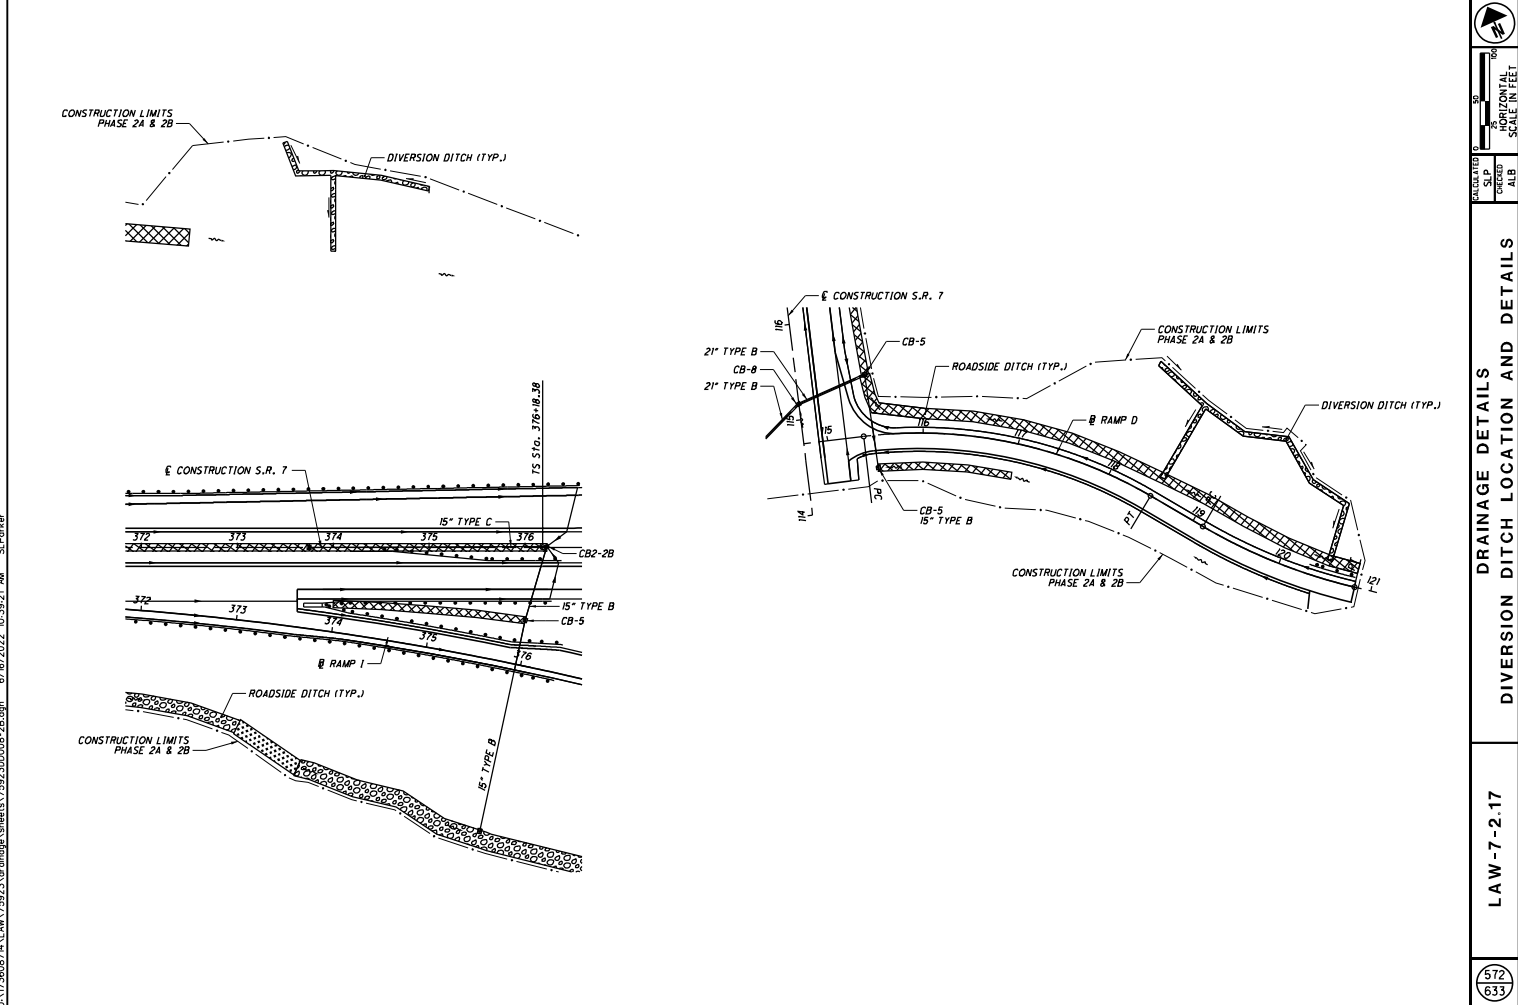 CONSTRUCTION LIMITS
PHASE 2A & 2B
DIVERSION DITCH (TYP.)
TS Sta. 376+18.38
℄ CONSTRUCTION S.R. 7
15" TYPE C
372
373
374
375
376
CB2-2B
372
373
374
375
376
15" TYPE B
CB-5
RAMP I
ROADSIDE DITCH (TYP.)
CONSTRUCTION LIMITS
PHASE 2A & 2B
15" TYPE B
℄ CONSTRUCTION S.R. 7
116
21" TYPE B
CB-8
21" TYPE B
CB-5
ROADSIDE DITCH (TYP.)
CONSTRUCTION LIMITS
PHASE 2A & 2B
DIVERSION DITCH (TYP.)
RAMP D
115
115
116
117
118
119
120
121
PC
PT
114
CB-5
15" TYPE B
CONSTRUCTION LIMITS
PHASE 2A & 2B
N
0
25
50
100
HORIZONTAL
SCALE IN FEET
CALCULATED
SLP
CHECKED
ALB
DRAINAGE DETAILS
DIVERSION DITCH LOCATION AND DETAILS
LAW-7-2.17
572
633